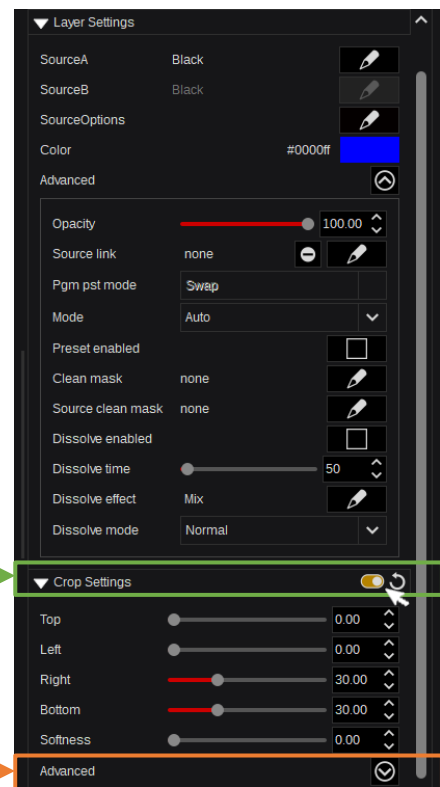 Layer Settings
SourceA Black
SourceB Black
SourceOptions
Color #0000ff
Advanced
Opacity 100.00
Source link none
Pgm pst mode Swap
Mode Auto
Preset enabled
Clean mask none
Source clean mask none
Dissolve enabled
Dissolve time 50
Dissolve effect Mix
Dissolve mode Normal
Crop Settings
Top 0.00
Left 0.00
Right 30.00
Bottom 30.00
Softness 0.00
Advanced